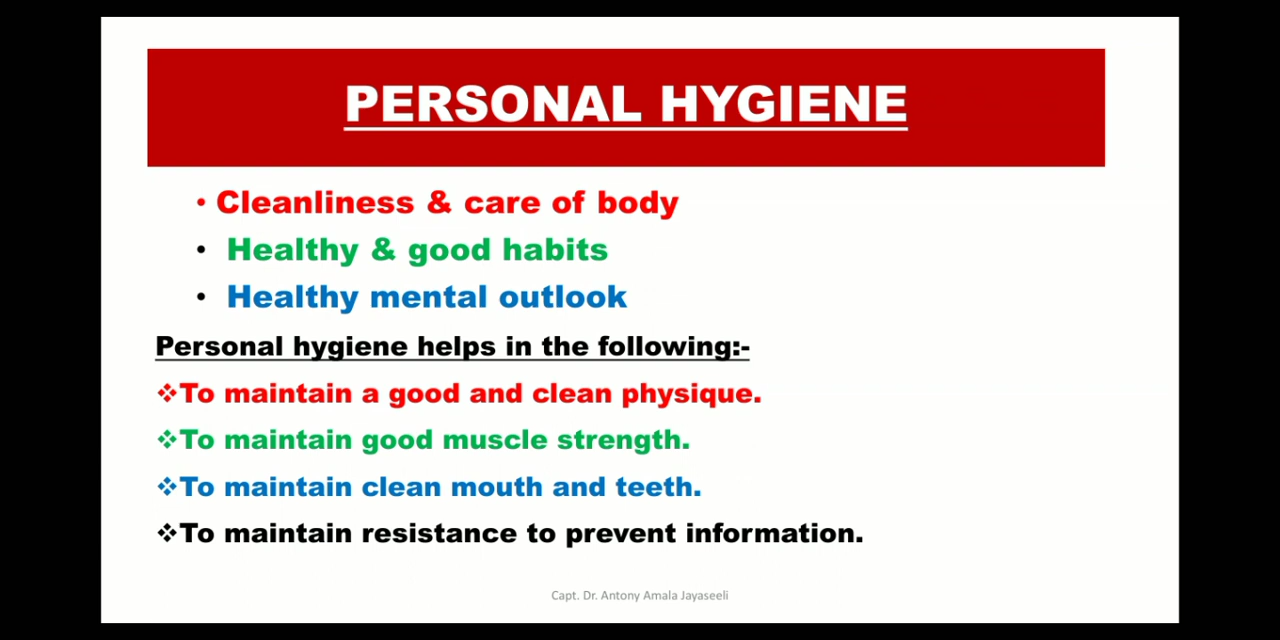 PERSONAL HYGIENE
• Cleanliness & care of body
• Healthy & good habits
• Healthy mental outlook
Personal hygiene helps in the following:-
❖To maintain a good and clean physique.
❖To maintain good muscle strength.
❖To maintain clean mouth and teeth.
❖To maintain resistance to prevent information.
Capt. Dr. Antony Amala Jayaseeli